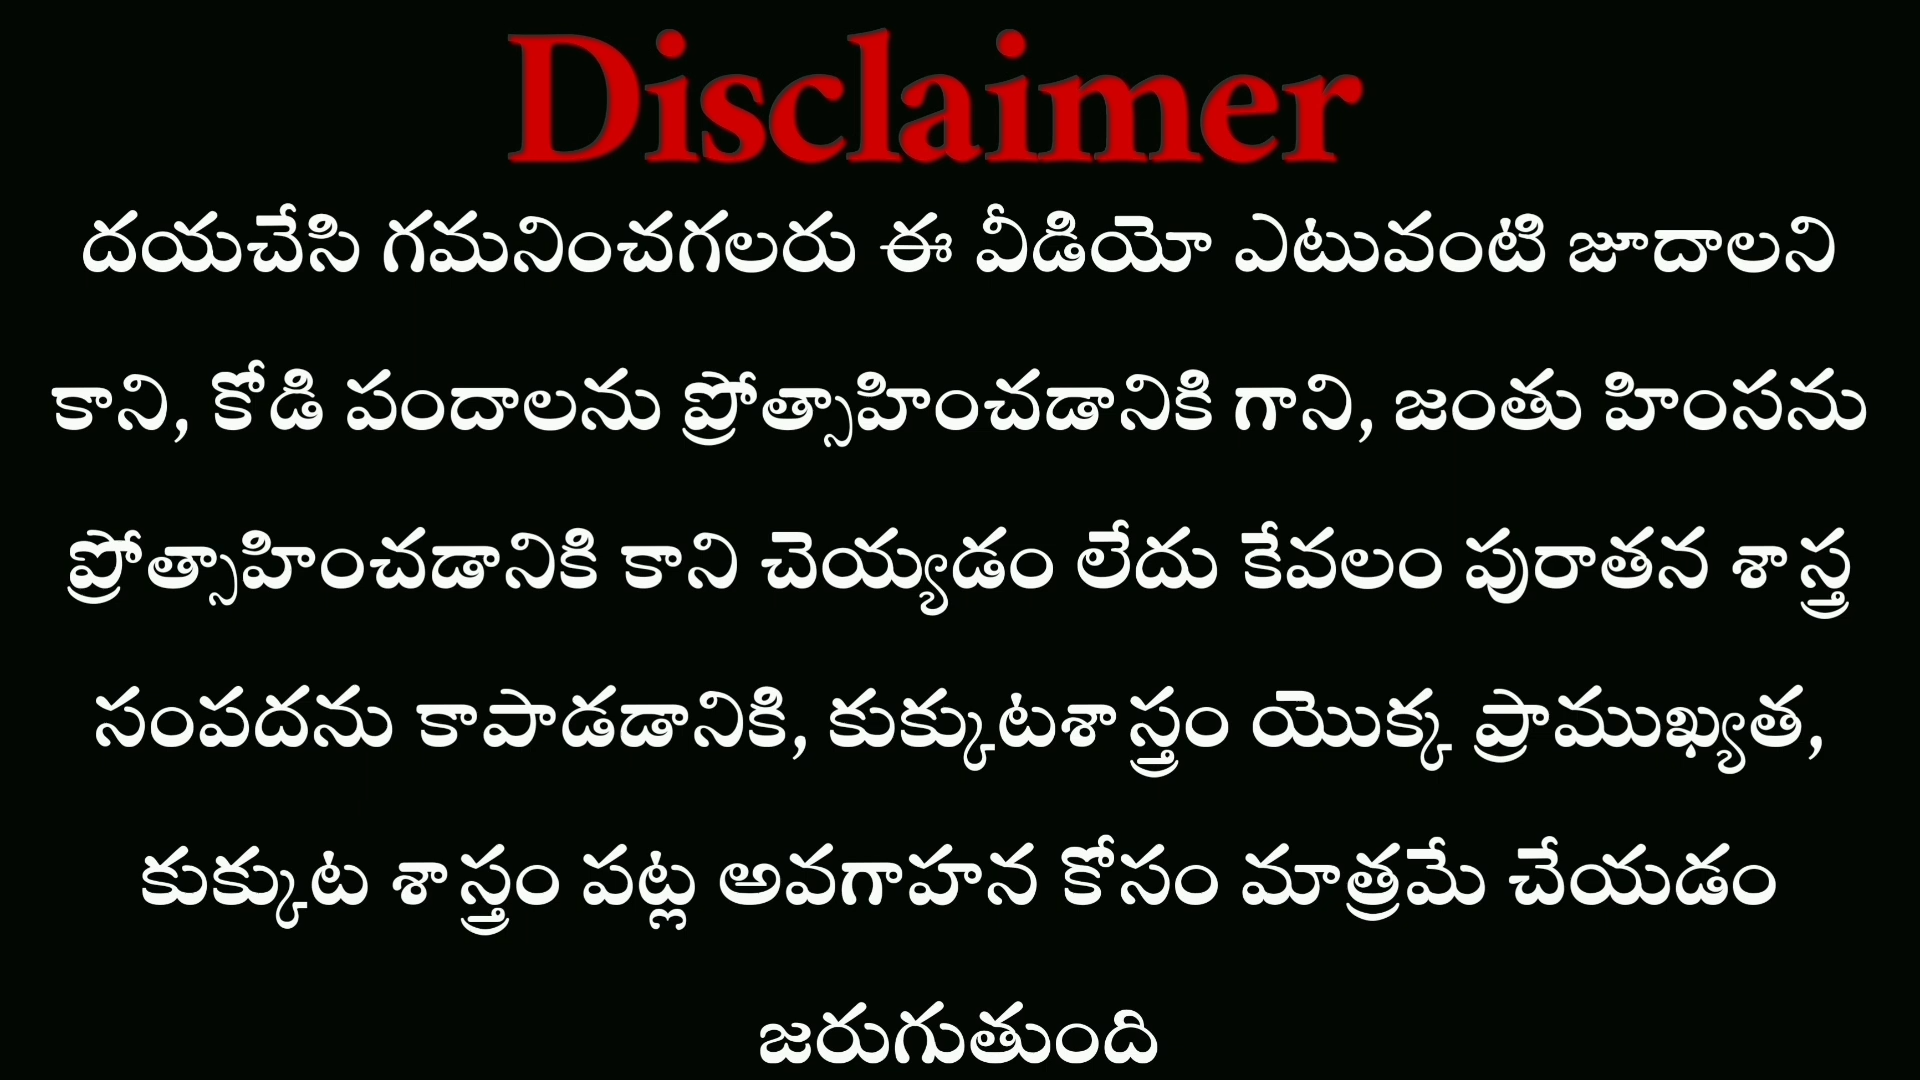 Disclaimer
దయచేసి గమనించగలరు ఈ వీడియో ఎటువంటి జూదాలని
కాని, కోడి పందాలను ప్రోత్సాహించడానికి గాని, జంతు హింసను
ప్రోత్సాహించడానికి కాని చెయ్యడం లేదు కేవలం పురాతన శాస్త్ర
సంపదను కాపాడడానికి, కుక్కుటశాస్త్రం యొక్క ప్రాముఖ్యత,
కుక్కుట శాస్త్రం పట్ల అవగాహన కోసం మాత్రమే చేయడం
జరుగుతుంది